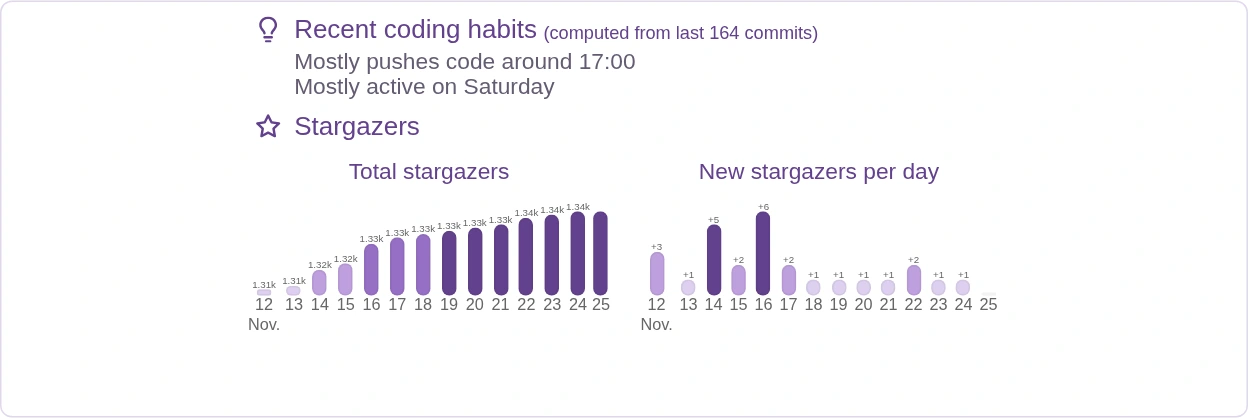 Recent coding habits (computed from last 164 commits)
Mostly pushes code around 17:00
Mostly active on Saturday
Stargazers
Total stargazers
1.31k 1.31k 1.32k 1.32k 1.33k 1.33k 1.33k 1.33k 1.33k 1.33k 1.34k 1.34k 1.34k
12 13 14 15 16 17 18 19 20 21 22 23 24 25
Nov.
New stargazers per day
+3 +1 +5 +2 +6 +2 +1 +1 +1 +1 +2 +1 +1
12 13 14 15 16 17 18 19 20 21 22 23 24 25
Nov.